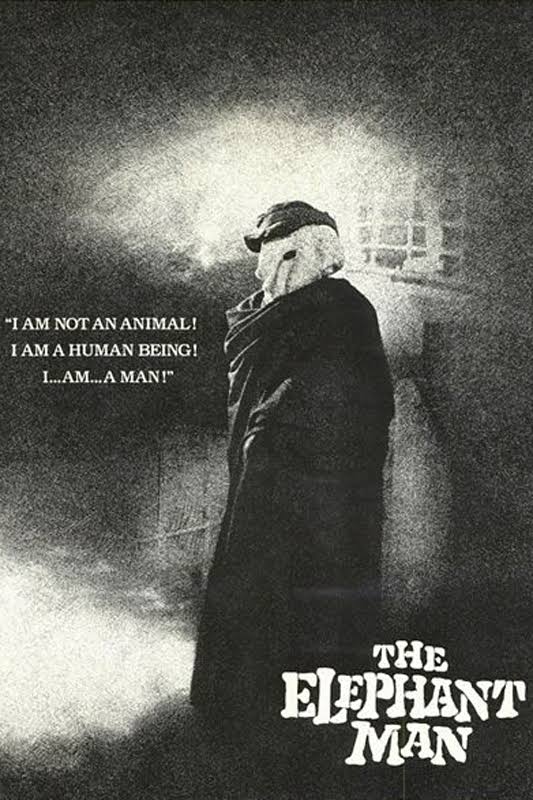 "I AM NOT AN ANIMAL!
I AM A HUMAN BEING!
I...AM...A MAN!"
THE
ELEPHANT
MAN